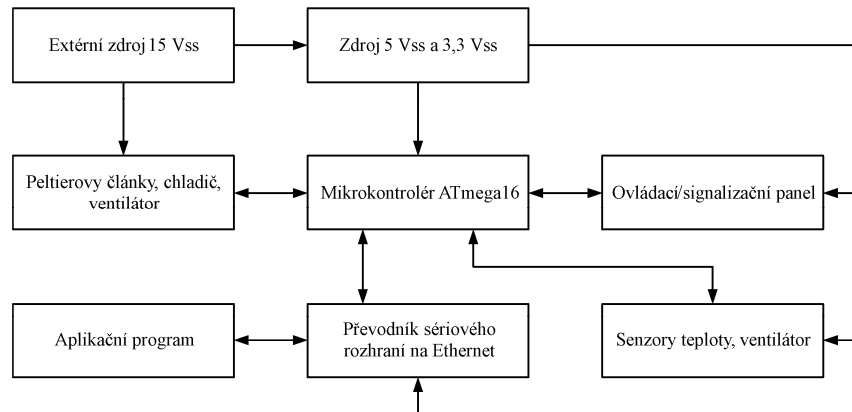 Extérní zdroj 15 Vss
Zdroj 5 Vss a 3,3 Vss
Peltierovy články, chladič,
ventilátor
Mikrokontrolér ATmega16
Ovládací/signalizační panel
Aplikační program
Převodník sériového
rozhraní na Ethernet
Senzory teploty, ventilátor